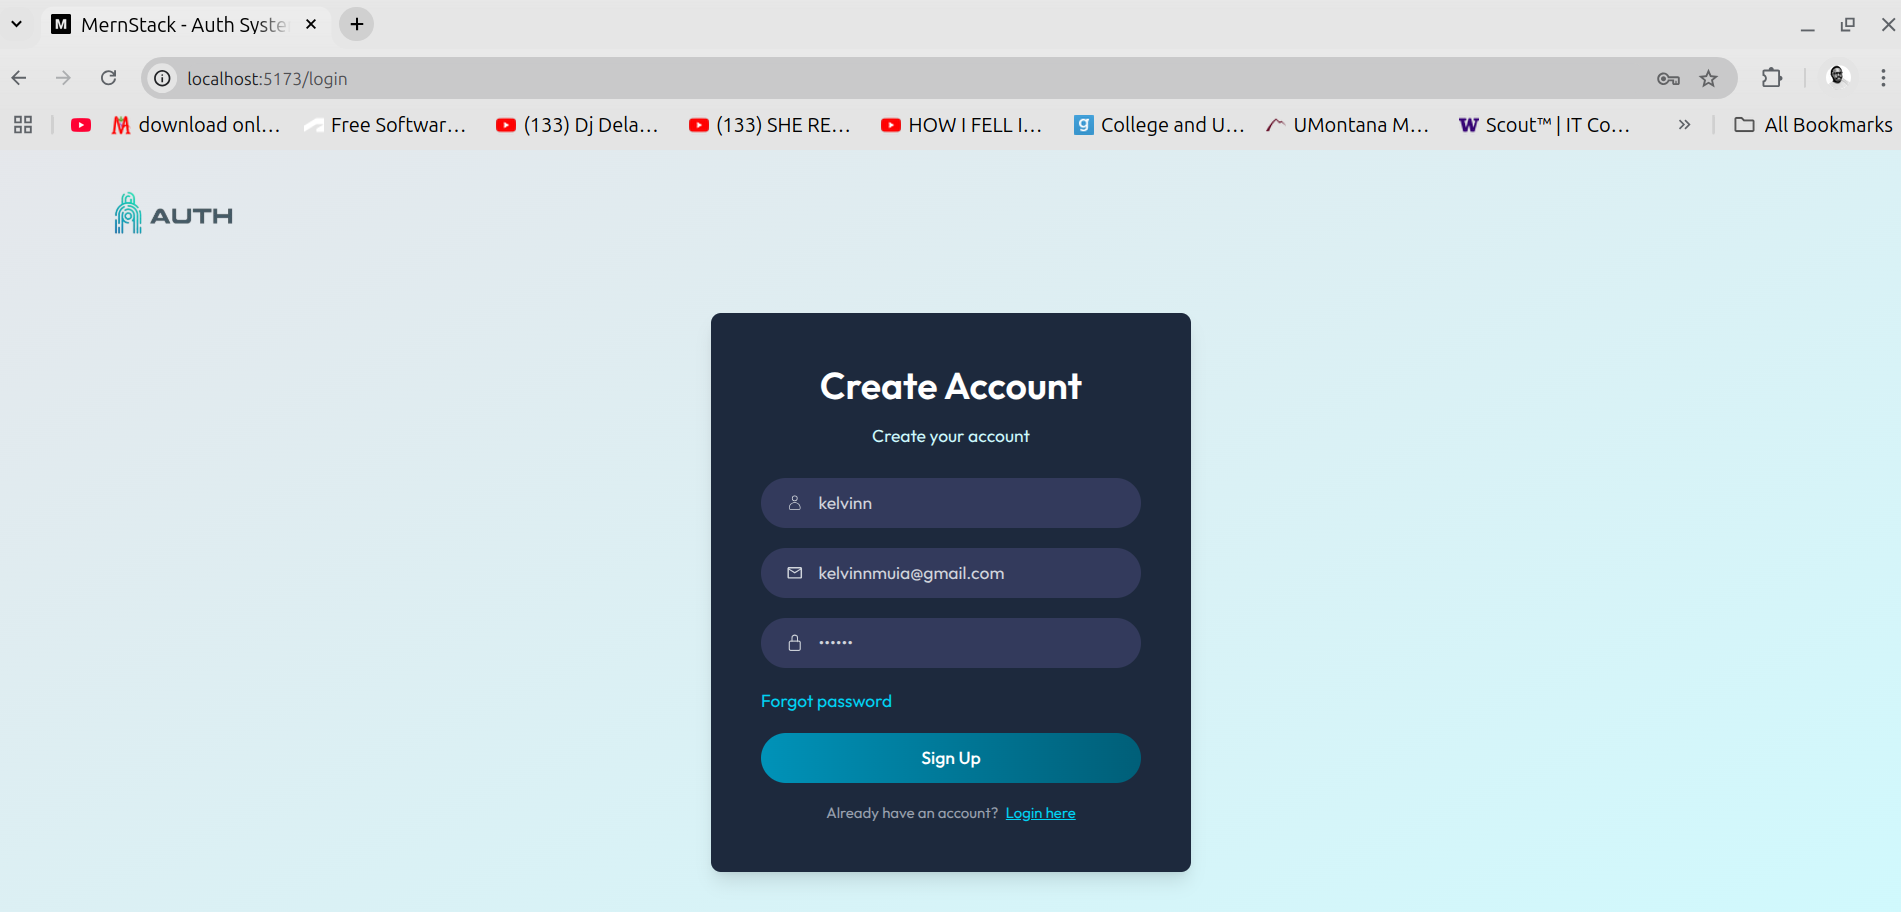 M MernStack - Auth Syste
localhost:5173/login
download onl... Free Softwar... (133) Dj Dela... (133) SHE RE... HOW I FELL I... g College and U... UMontana M... W Scout™ | IT Co... » All Bookmarks
AUTH
Create Account
Create your account
kelvinn
kelvinnmuia@gmail.com
••••••
Forgot password
Sign Up
Already have an account? Login here